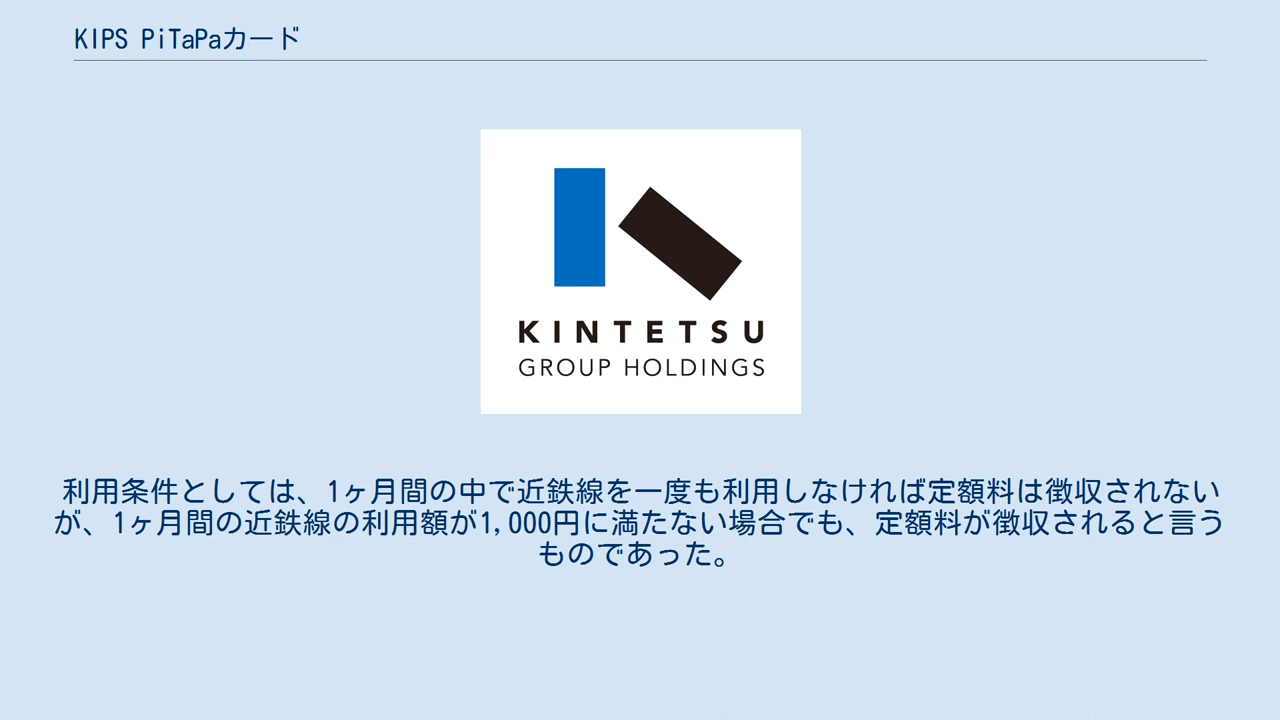 KIPS PiTaPaカード
KINTETSU
GROUP HOLDINGS
利用条件としては、1ヶ月間の中で近鉄線を一度も利用しなければ定額料は徴収されない
が、1ヶ月間の近鉄線の利用額が1,000円に満たない場合でも、定額料が徴収されると言う
ものであった。